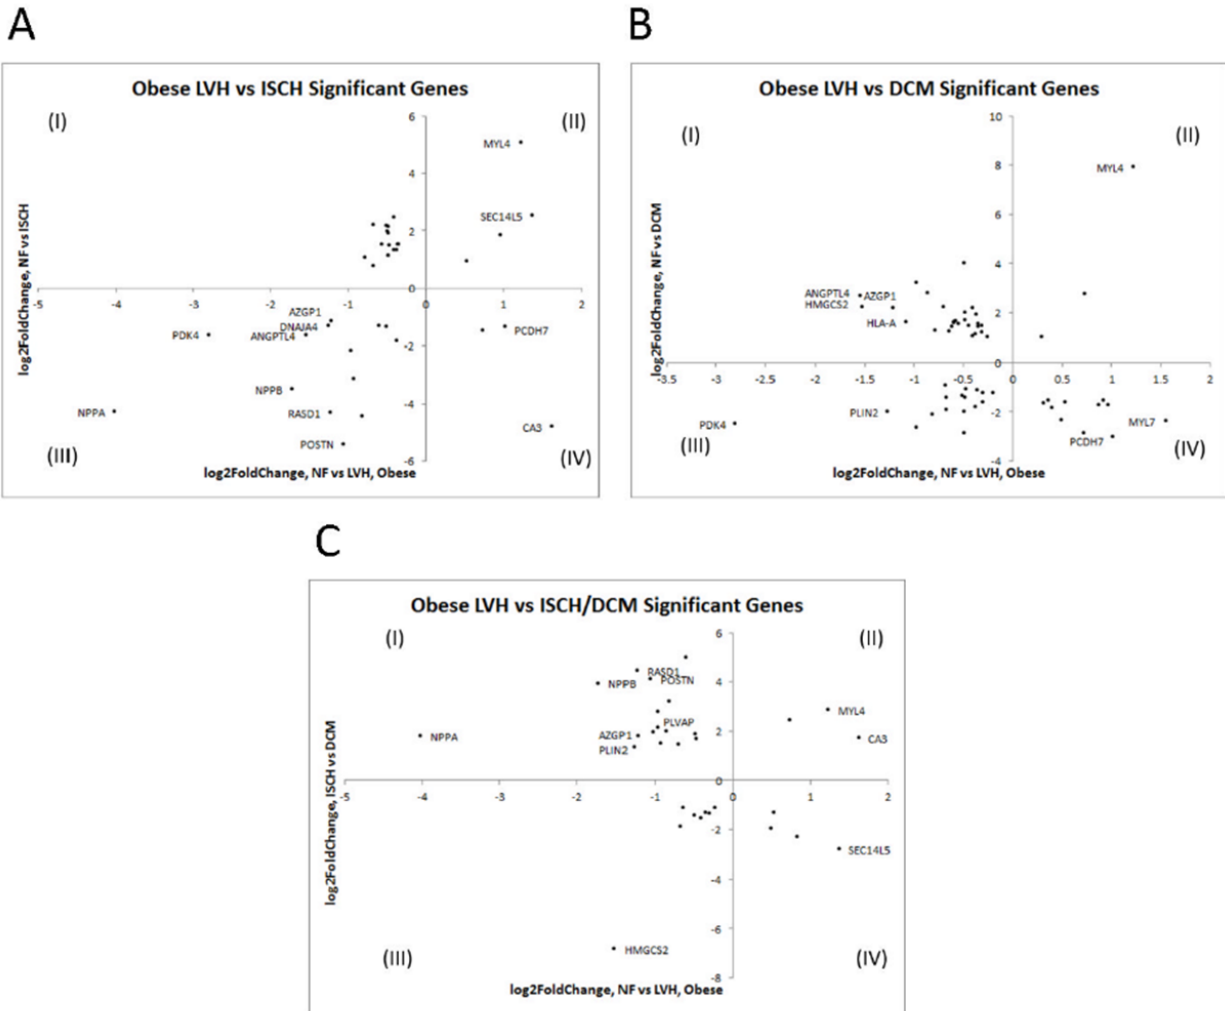 A
Obese LVH vs ISCH Significant Genes
(I)
(II)
6
4
2
0
-2
-4
-6
-5
-4
-3
-2
-1
0
1
2
MYL4
SEC14L5
AZGP1
DNAJA4
ANGPTL4
PDK4
PCDH7
NPPB
NPPA
RASD1
POSTN
CA3
(III)
(IV)
log2FoldChange, NF vs ISCH
log2FoldChange, NF vs LVH, Obese
B
Obese LVH vs DCM Significant Genes
(I)
(II)
10
8
6
4
2
0
-2
-4
-3.5
-3
-2.5
-2
-1.5
-1
-0.5
0
0.5
1
1.5
2
MYL4
ANGPTL4
AZGP1
HMGCS2
HLA-A
PLIN2
PDK4
MYL7
PCDH7
(III)
(IV)
log2FoldChange, NF vs DCM
log2FoldChange, NF vs LVH, Obese
C
Obese LVH vs ISCH/DCM Significant Genes
(I)
(II)
6
4
2
0
-2
-4
-6
-8
-5
-4
-3
-2
-1
0
1
2
RASD1
POSTN
NPPB
PLVAP
MYL4
NPPA
AZGP1
CA3
PLIN2
SEC14L5
HMGCS2
(III)
(IV)
log2FoldChange, ISCH vs DCM
log2FoldChange, NF vs LVH, Obese